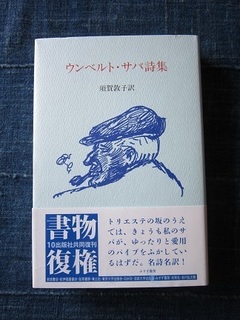 ウンベルト・サバ詩集
須賀敦子訳
書物
復権
10出版社共同復刊
トリエステの坂のうえ
では、きょうも私のサ
バが、ゆったりと愛用
のパイプをふかしてい
るはずだ。名詩名訳!
みすず書房